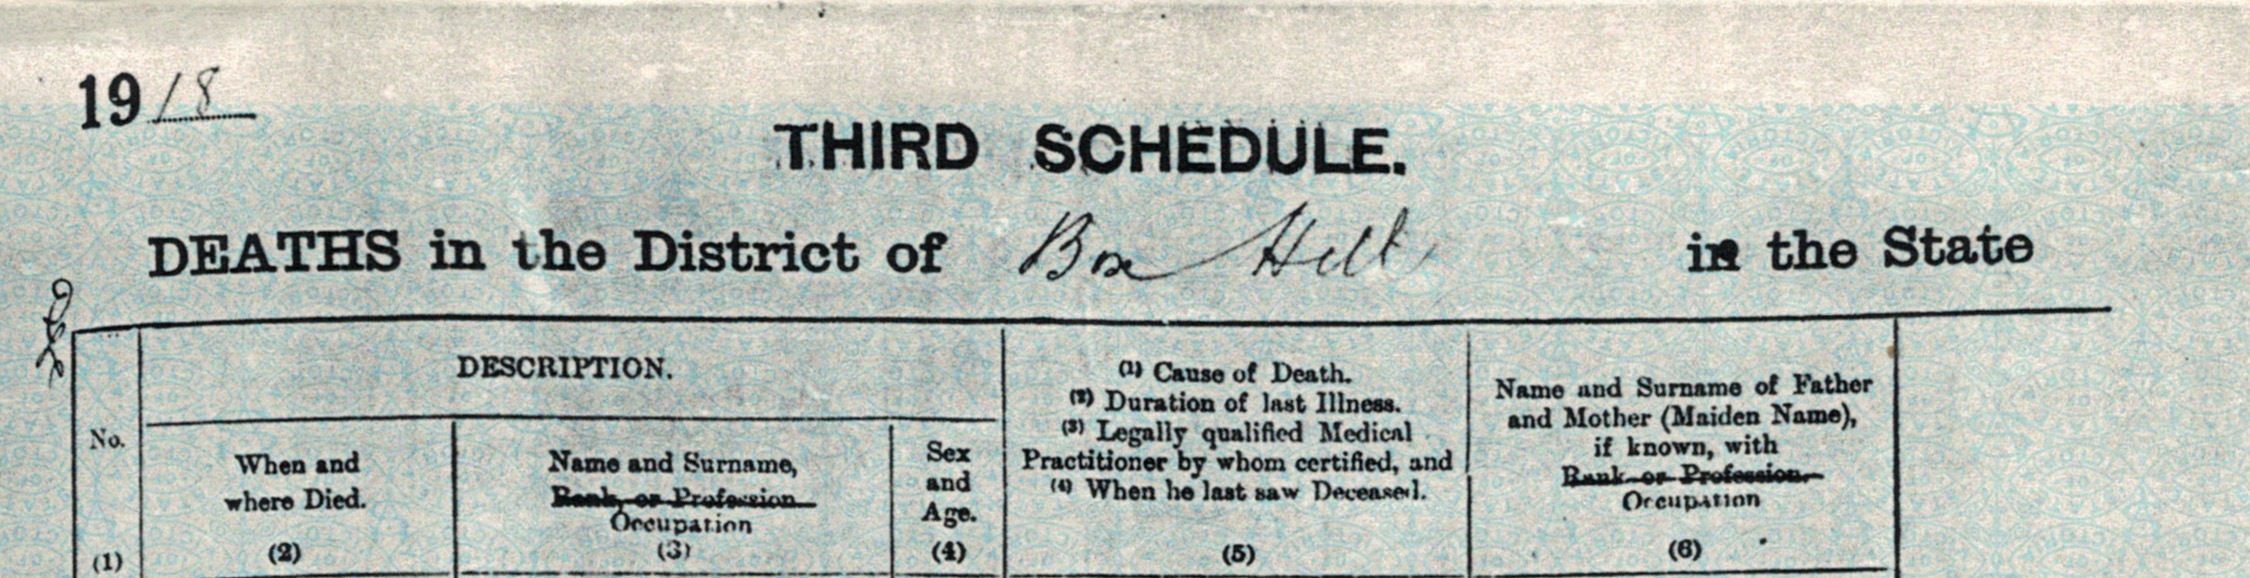 1918
THIRD SCHEDULE.
DEATHS in the District of Box Hill in the State
DESCRIPTION.
No.
(1)
When and
where Died.
(2)
Name and Surname,
Rank, or Profession
Occupation
(3)
Sex
and
Age.
(4)
(1) Cause of Death.
(2) Duration of last Illness.
(3) Legally qualified Medical
Practitioner by whom certified, and
(4) When he last saw Deceased.
(5)
Name and Surname of Father
and Mother (Maiden Name),
if known, with
Rank or Profession.
Occupation
(6)